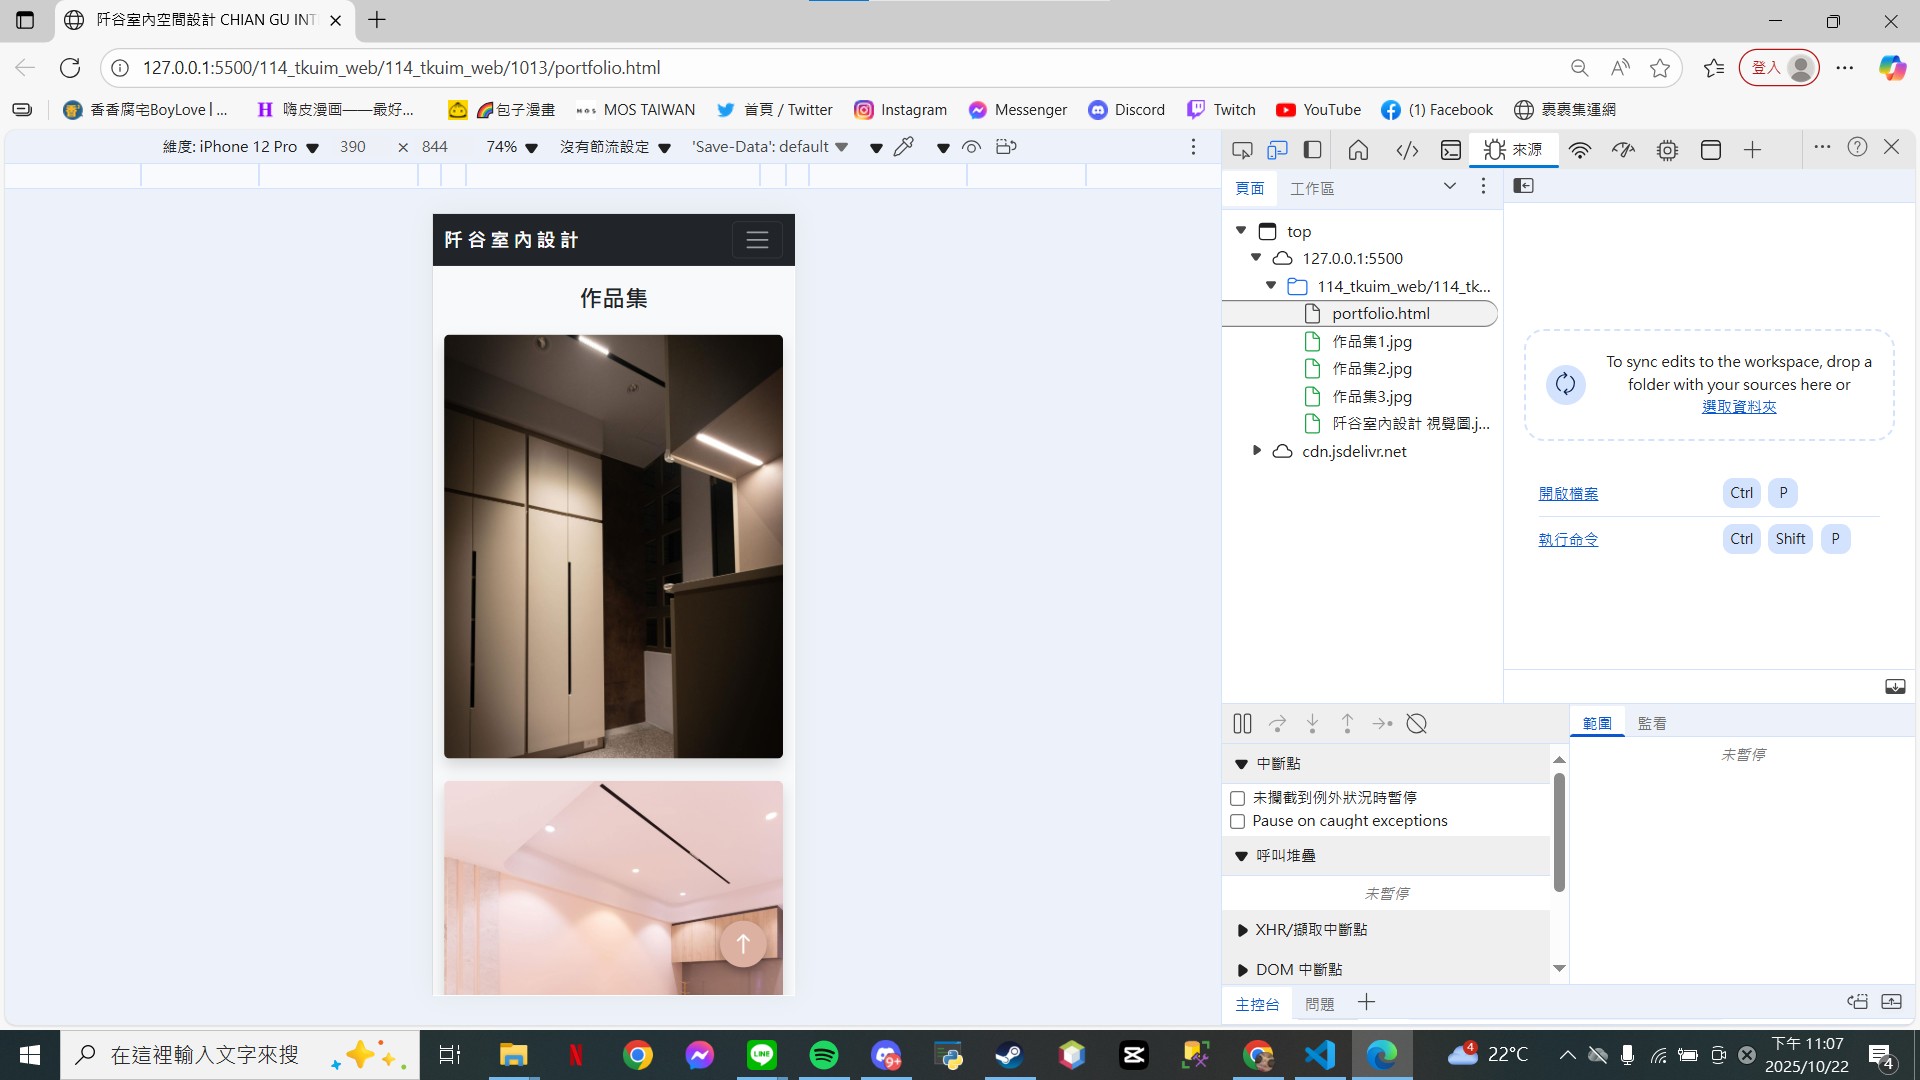 阡谷室內空間設計 CHIAN GU INT
127.0.0.1:5500/114_tkuim_web/114_tkuim_web/1013/portfolio.html
登入
香香腐宅BoyLove | ...
嗨皮漫画——最好...
🌈包子漫畫
MOS TAIWAN
首頁 / Twitter
Instagram
Messenger
Discord
Twitch
YouTube
(1) Facebook
裹裹集運網
維度: iPhone 12 Pro
390 × 844
74%
沒有節流設定
'Save-Data': default
阡谷室內設計
作品集
來源
頁面
工作區
top
127.0.0.1:5500
114_tkuim_web/114_tk...
portfolio.html
作品集1.jpg
作品集2.jpg
作品集3.jpg
阡谷室內設計 視覺圖.j...
cdn.jsdelivr.net
To sync edits to the workspace, drop a
folder with your sources here or
選取資料夾
開啟檔案 Ctrl P
執行命令 Ctrl Shift P
中斷點
未攔截到例外狀況時暫停
Pause on caught exceptions
呼叫堆疊
未暫停
XHR/擷取中斷點
DOM 中斷點
範圍
監看
未暫停
主控台
問題
在這裡輸入文字來搜
LINE
9+
4
22°C
下午 11:07
2025/10/22
4